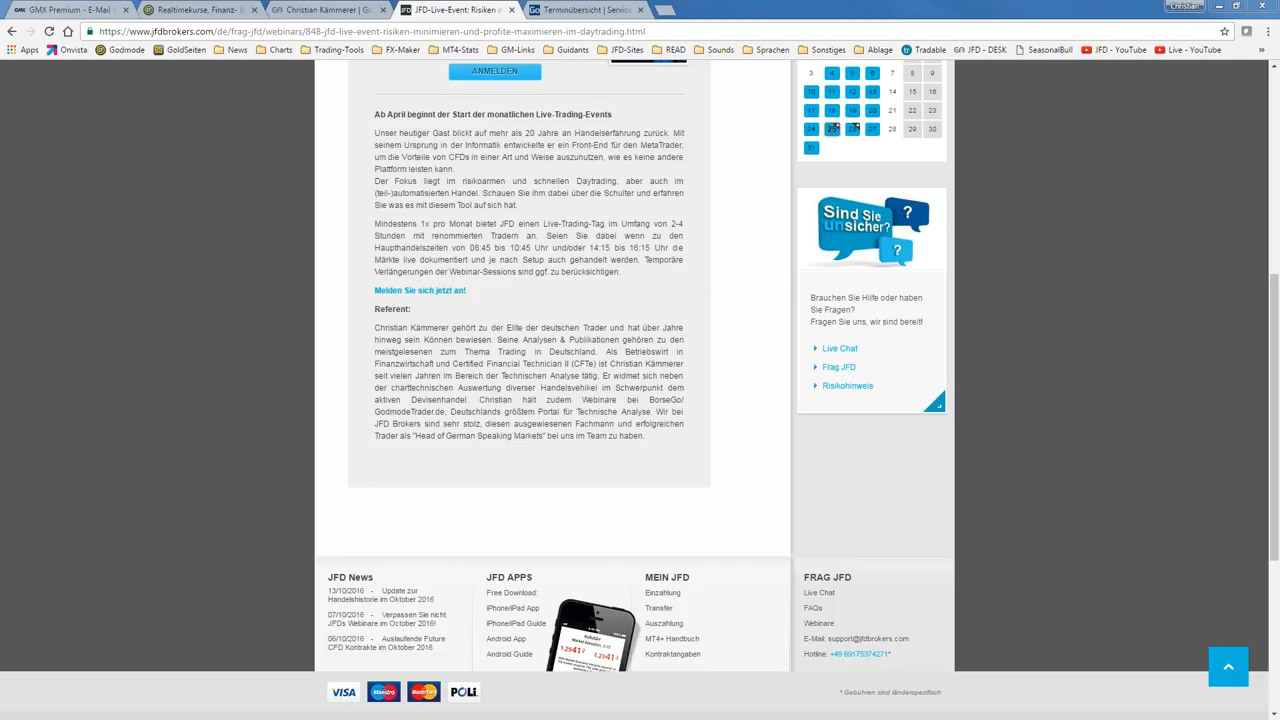 GMX Premium - E-Mail
Realtimekurse, Finanz- &
Christian Kämmerer | Gu
JFD-Live-Event: Risiken m
Terminübersicht | Service
Christian
https://www.jfdbrokers.com/de/frag-jfd/webinars/848-jfd-live-event-risiken-minimieren-und-profite-maximieren-im-daytrading.html
Apps Onvista Godmode GoldSeiten News Charts Trading-Tools FX-Maker MT4-Stats GM-Links Guidants JFD-Sites READ Sounds Sprachen Sonstiges Ablage Tradable JFD - DESK SeasonalBull JFD - YouTube Live - YouTube
ANMELDEN
Ab April beginnt der Start der monatlichen Live-Trading-Events
Unser heutiger Gast blickt auf mehr als 20 Jahre an Handelserfahrung zurück. Mit
seinem Ursprung in der Informatik entwickelte er ein Front-End für den MetaTrader,
um die Vorteile von CFDs in einer Art und Weise auszunutzen, wie es keine andere
Plattform leisten kann.
Der Fokus liegt im risikoarmen und schnellen Daytrading, aber auch im
(teil-)automatisierten Handel. Schauen Sie ihm dabei über die Schulter und erfahren
Sie was es mit diesem Tool auf sich hat.
Mindestens 1x pro Monat bietet JFD einen Live-Trading-Tag im Umfang von 2-4
Stunden mit renommierten Tradern an. Seien Sie dabei wenn zu den
Haupthandelszeiten von 08:45 bis 10:45 Uhr und/oder 14:15 bis 16:15 Uhr die
Märkte live dokumentiert und je nach Setup auch gehandelt werden. Temporäre
Verlängerungen der Webinar-Sessions sind ggf. zu berücksichtigen.
Melden Sie sich jetzt an!
Referent:
Christian Kämmerer gehört zu der Elite der deutschen Trader und hat über Jahre
hinweg sein Können bewiesen. Seine Analysen & Publikationen gehören zu den
meistgelesenen zum Thema Trading in Deutschland. Als Betriebswirt in
Finanzwirtschaft und Certified Financial Technician II (CFTe) ist Christian Kämmerer
seit vielen Jahren im Bereich der Technischen Analyse tätig. Er widmet sich neben
der charttechnischen Auswertung diverser Handelsvehikel im Schwerpunkt dem
aktiven Devisenhandel. Christian hält zudem Webinare bei BorseGo/
GodmodeTrader.de, Deutschlands größtem Portal für Technische Analyse. Wir bei
JFD Brokers sind sehr stolz, diesen ausgewiesenen Fachmann und erfolgreichen
Trader als "Head of German Speaking Markets" bei uns im Team zu haben.
3 4 5 6 7 8 9
10 11 12 13 14 15 16
17 18 19 20 21 22 23
24 25 26 27 28 29 30
31
Sind Sie
unsicher?
?
?
Brauchen Sie Hilfe oder haben
Sie Fragen?
Fragen Sie uns, wir sind bereit!
Live Chat
Frag JFD
Risikohinweis
JFD News
13/10/2016 - Update zur
Handelshistorie im Oktober 2016
07/10/2016 - Verpassen Sie nicht
JFDs Webinare im October 2016!
06/10/2016 - Auslaufende Future
CFD Kontrakte im Oktober 2016
JFD APPS
Free Download:
iPhone/iPad App
iPhone/iPad Guide
Android App
Android Guide
MEIN JFD
Einzahlung
Transfer
Auszahlung
MT4+ Handbuch
Kontraktangaben
FRAG JFD
Live Chat
FAQs
Webinare
E-Mail: support@jfdbrokers.com
Hotline: +49 69175374271*
VISA Maestro MasterCard POLi
* Gebühren sind länderspezifisch